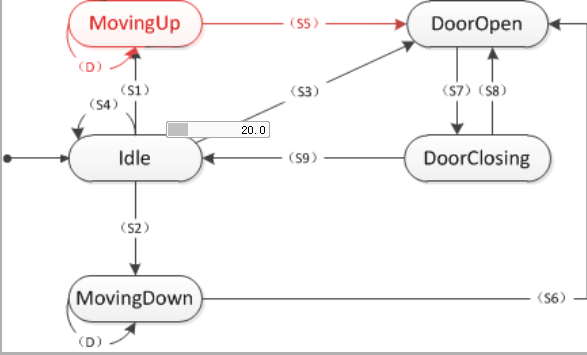 MovingUp
（S5）
DoorOpen
（D）
（S1）
（S4）
（S3）
（S7）
（S8）
20.0
Idle
（S9）
DoorClosing
（S2）
MovingDown
（S6）
（D）